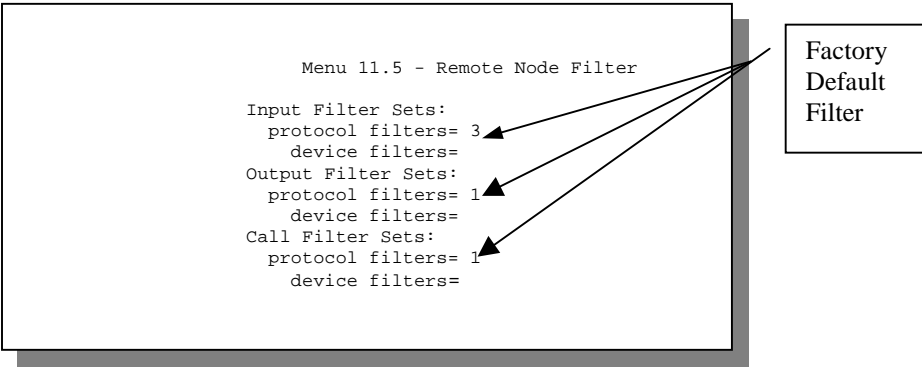 Menu 11.5 - Remote Node Filter
Input Filter Sets:
protocol filters= 3
device filters=
Output Filter Sets:
protocol filters= 1
device filters=
Call Filter Sets:
protocol filters= 1
device filters=
Factory
Default
Filter